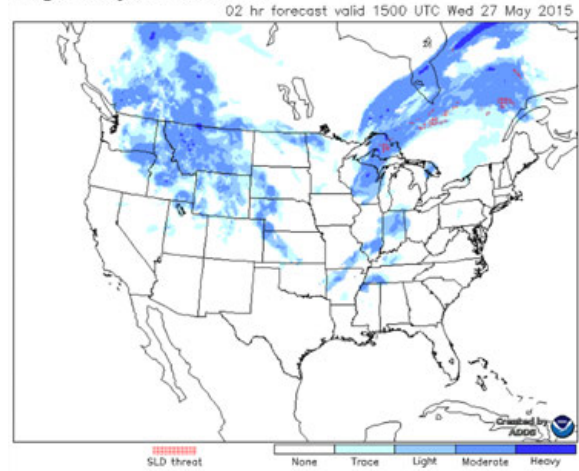 02 hr forecast valid 1500 UTC Wed 27 May 2015
Created by
ADDS
SLD threat
None
Trace
Light
Moderate
Heavy